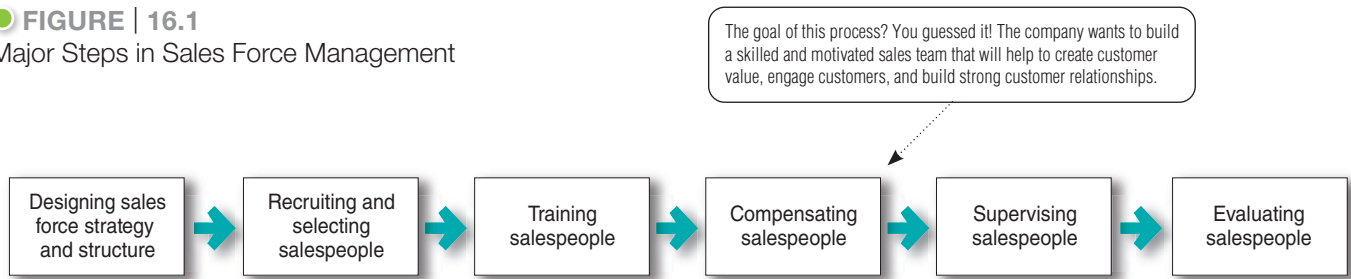 FIGURE | 16.1
Major Steps in Sales Force Management
The goal of this process? You guessed it! The company wants to build
a skilled and motivated sales team that will help to create customer
value, engage customers, and build strong customer relationships.
Designing sales
force strategy
and structure
Recruiting and
selecting
salespeople
Training
salespeople
Compensating
salespeople
Supervising
salespeople
Evaluating
salespeople